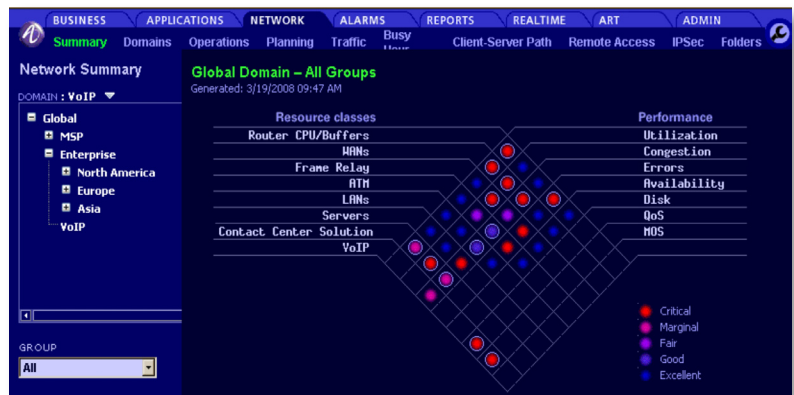 BUSINESS APPLICATIONS NETWORK ALARMS REPORTS REALTIME ART ADMIN
Summary Domains Operations Planning Traffic Busy Client-Server Path Remote Access IPSec Folders
Network Summary
DOMAIN : VoIP
Global
MSP
Enterprise
North America
Europe
Asia
VoIP
GROUP
All
Global Domain – All Groups
Generated: 3/19/2008 09:47 AM
Resource classes Performance
Router CPU/Buffers Utilization
WANs Congestion
Frame Relay Errors
ATM Availability
LANs Disk
Servers QoS
Contact Center Solution MOS
VoIP
Critical
Marginal
Fair
Good
Excellent